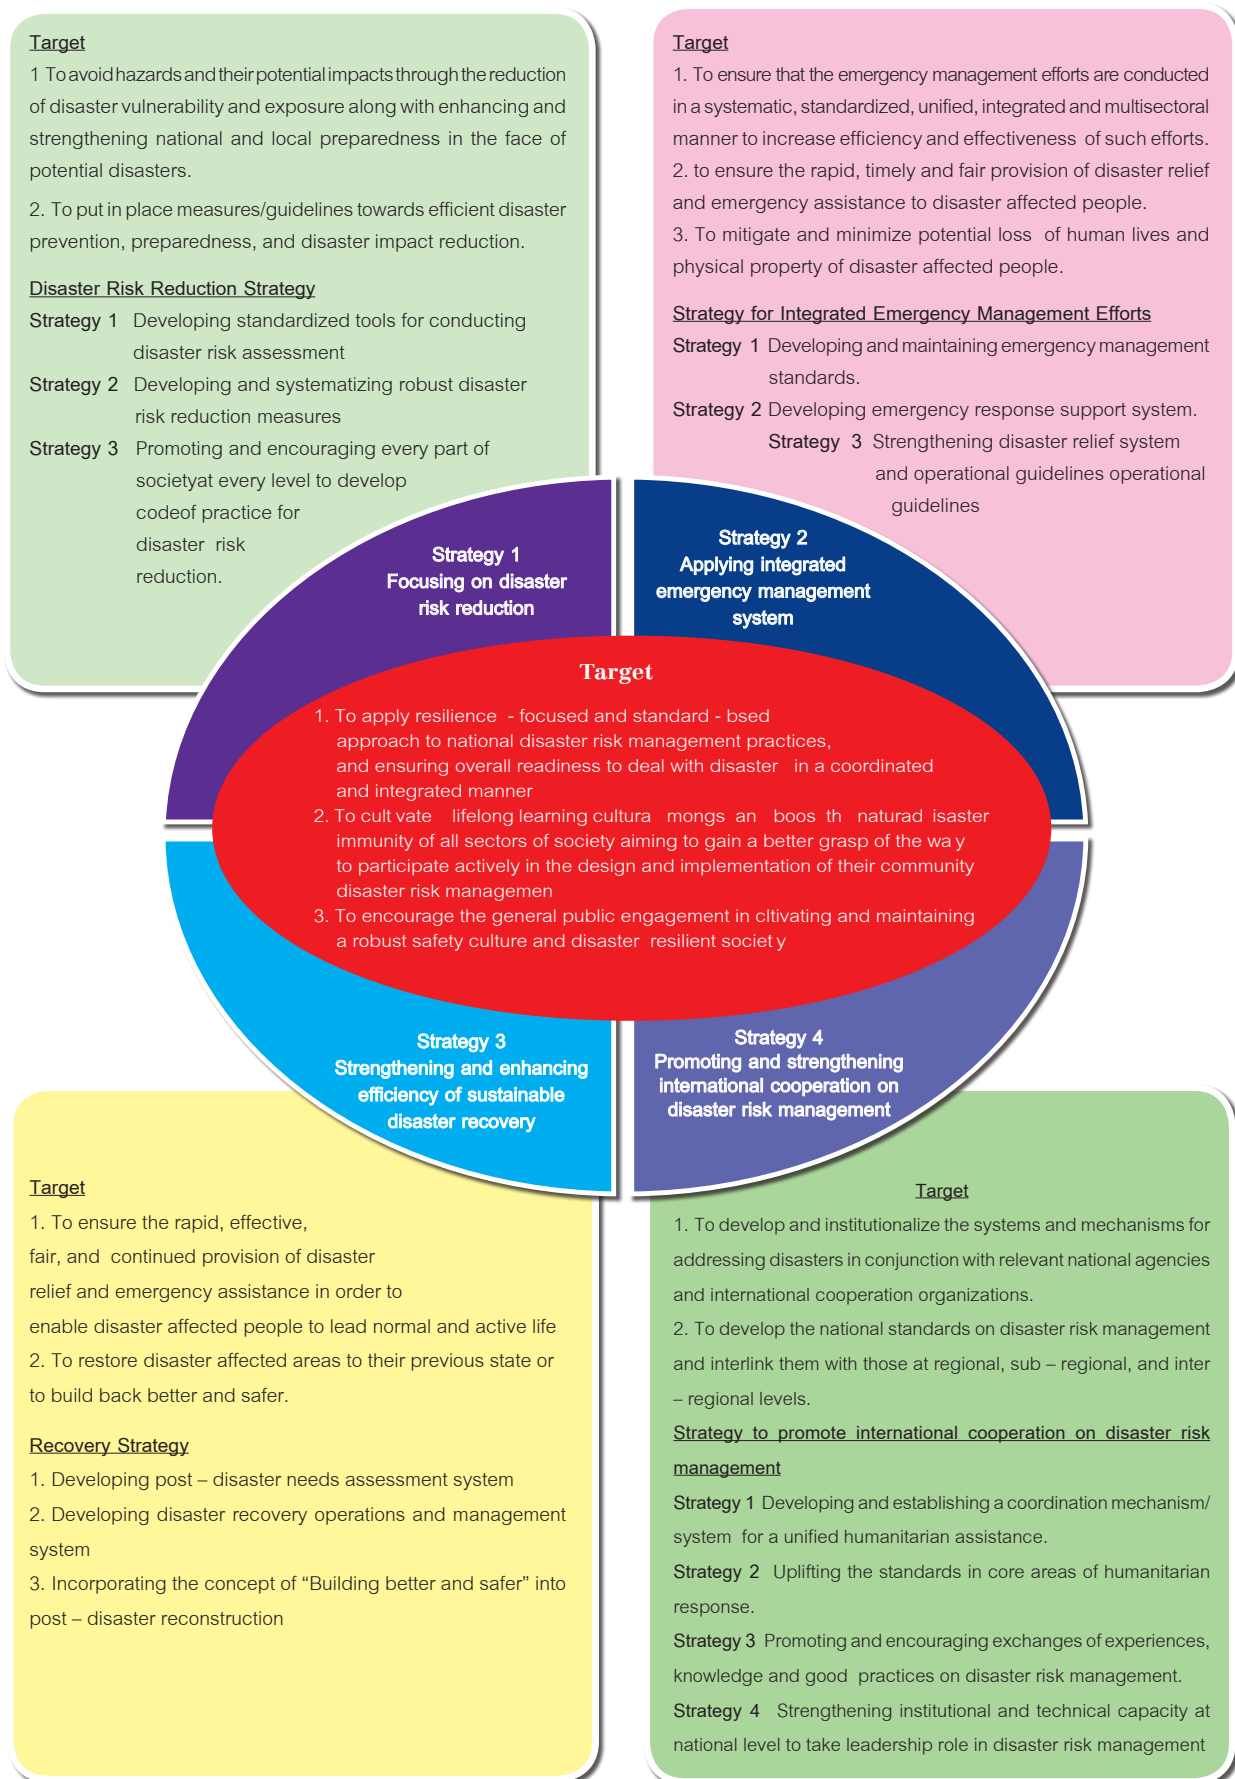 Target
1 To avoid hazards and their potential impacts through the reduction
of disaster vulnerability and exposure along with enhancing and
strengthening national and local preparedness in the face of
potential disasters.
2. To put in place measures/guidelines towards efficient disaster
prevention, preparedness, and disaster impact reduction.
Disaster Risk Reduction Strategy
Strategy 1 Developing standardized tools for conducting
disaster risk assessment
Strategy 2 Developing and systematizing robust disaster
risk reduction measures
Strategy 3 Promoting and encouraging every part of
societyat every level to develop
codeof practice for
disaster risk
reduction.
Target
1. To ensure that the emergency management efforts are conducted
in a systematic, standardized, unified, integrated and multisectoral
manner to increase efficiency and effectiveness of such efforts.
2. to ensure the rapid, timely and fair provision of disaster relief
and emergency assistance to disaster affected people.
3. To mitigate and minimize potential loss of human lives and
physical property of disaster affected people.
Strategy for Integrated Emergency Management Efforts
Strategy 1 Developing and maintaining emergency management
standards.
Strategy 2 Developing emergency response support system.
Strategy 3 Strengthening disaster relief system
and operational guidelines operational
guidelines
Strategy 1
Focusing on disaster
risk reduction
Strategy 2
Applying integrated
emergency management
system
Target
1. To apply resilience - focused and standard - bsed
approach to national disaster risk management practices,
and ensuring overall readiness to deal with disaster in a coordinated
and integrated manner
2. To cult vate lifelong learning cultura mongs an boos th naturad isaster
immunity of all sectors of society aiming to gain a better grasp of the wa y
to participate actively in the design and implementation of their community
disaster risk managemen
3. To encourage the general public engagement in cltivating and maintaining
a robust safety culture and disaster resilient societ y
Strategy 3
Strengthening and enhancing
efficiency of sustainable
disaster recovery
Strategy 4
Promoting and strengthening
international cooperation on
disaster risk management
Target
1. To ensure the rapid, effective,
fair, and continued provision of disaster
relief and emergency assistance in order to
enable disaster affected people to lead normal and active life
2. To restore disaster affected areas to their previous state or
to build back better and safer.
Recovery Strategy
1. Developing post – disaster needs assessment system
2. Developing disaster recovery operations and management
system
3. Incorporating the concept of “Building better and safer” into
post – disaster reconstruction
Target
1. To develop and institutionalize the systems and mechanisms for
addressing disasters in conjunction with relevant national agencies
and international cooperation organizations.
2. To develop the national standards on disaster risk management
and interlink them with those at regional, sub – regional, and inter
– regional levels.
Strategy to promote international cooperation on disaster risk
management
Strategy 1 Developing and establishing a coordination mechanism/
system for a unified humanitarian assistance.
Strategy 2 Uplifting the standards in core areas of humanitarian
response.
Strategy 3 Promoting and encouraging exchanges of experiences,
knowledge and good practices on disaster risk management.
Strategy 4 Strengthening institutional and technical capacity at
national level to take leadership role in disaster risk management